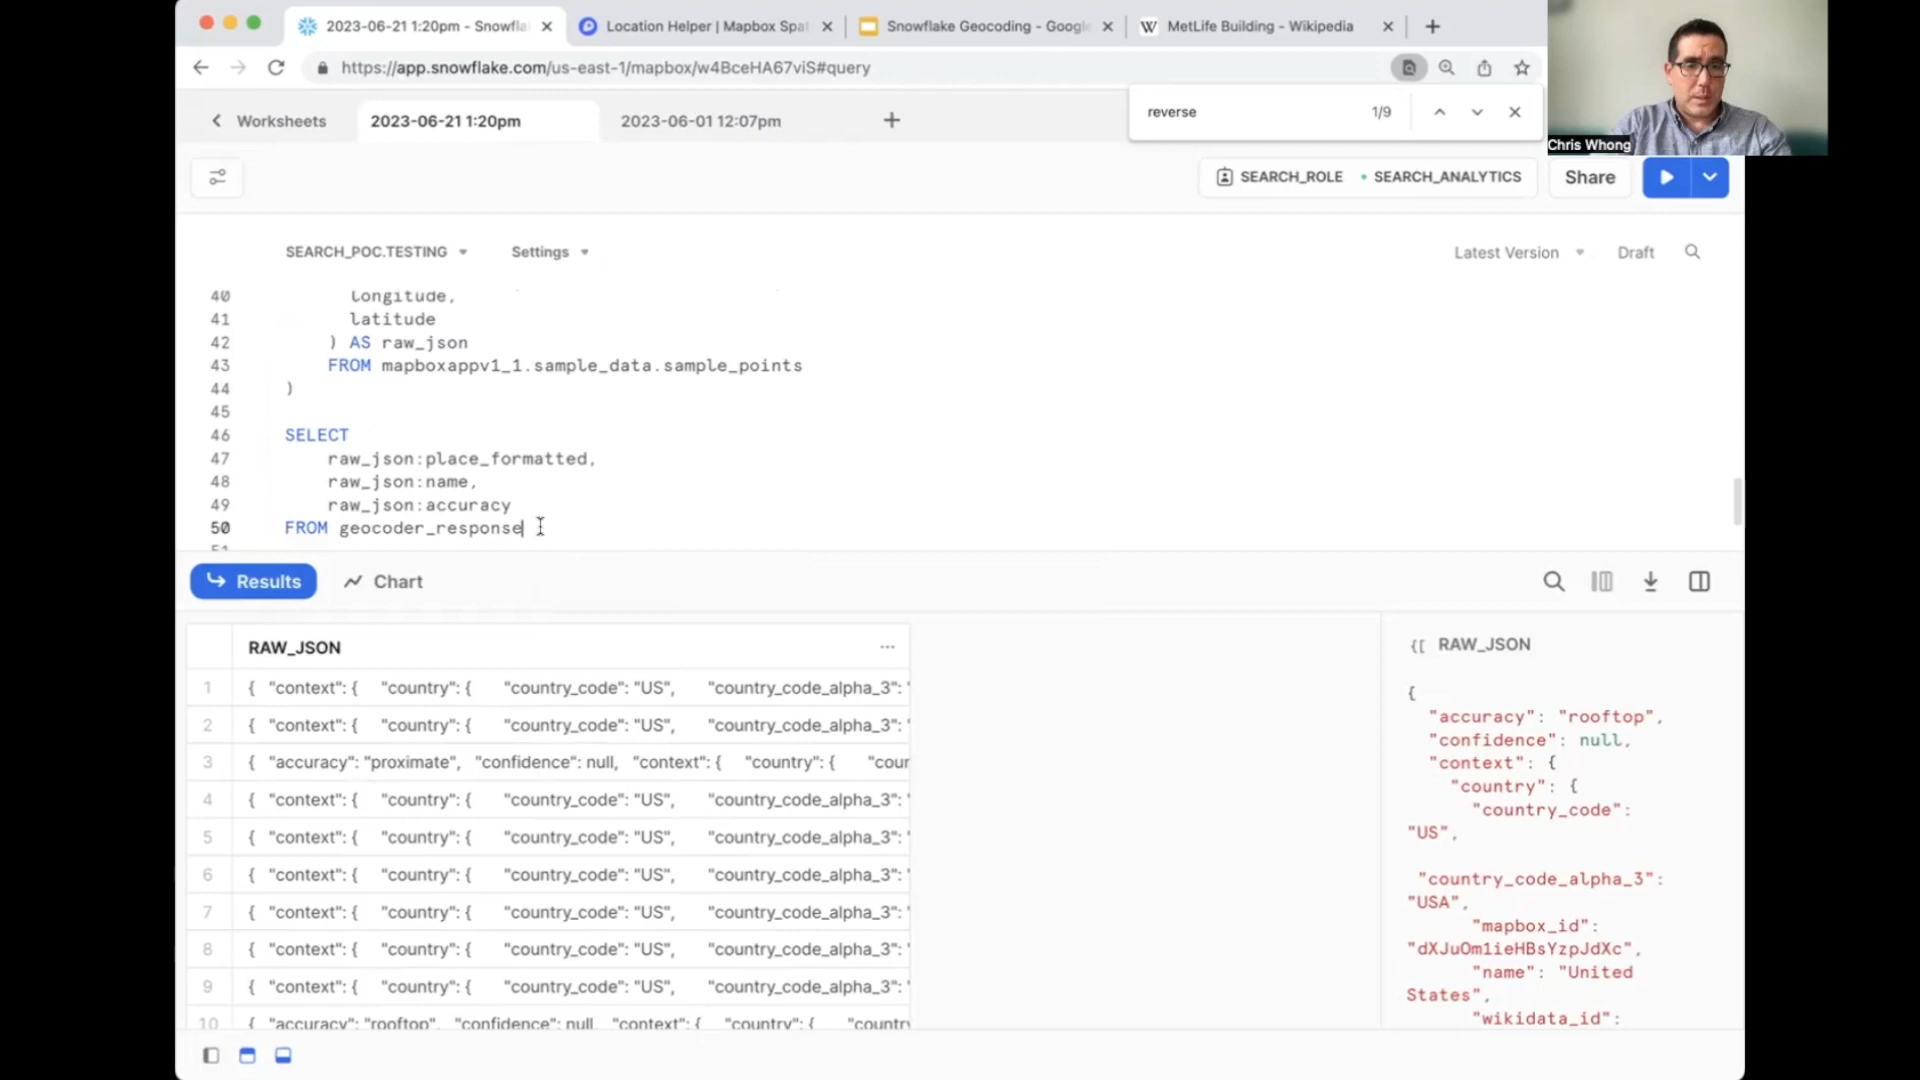 2023-06-21 1:20pm - Snowfla
Location Helper | Mapbox Spat
Snowflake Geocoding - Google
MetLife Building - Wikipedia
https://app.snowflake.com/us-east-1/mapbox/w4BceHA67viS#query
reverse 1/9
Chris Whong
Worksheets
2023-06-21 1:20pm
2023-06-01 12:07pm
SEARCH_ROLE • SEARCH_ANALYTICS
Share
SEARCH_POC.TESTING
Settings
Latest Version
Draft
40 longitude,
41 latitude
42 ) AS raw_json
43 FROM mapboxappv1_1.sample_data.sample_points
44 )
45
46 SELECT
47 raw_json:place_formatted,
48 raw_json:name,
49 raw_json:accuracy
50 FROM geocoder_response
51
Results
Chart
RAW_JSON
1 { "context": { "country": { "country_code": "US", "country_code_alpha_3": "
2 { "context": { "country": { "country_code": "US", "country_code_alpha_3": "
3 { "accuracy": "proximate", "confidence": null, "context": { "country": { "coun
4 { "context": { "country": { "country_code": "US", "country_code_alpha_3": "
5 { "context": { "country": { "country_code": "US", "country_code_alpha_3": "
6 { "context": { "country": { "country_code": "US", "country_code_alpha_3": "
7 { "context": { "country": { "country_code": "US", "country_code_alpha_3": "
8 { "context": { "country": { "country_code": "US", "country_code_alpha_3": "
9 { "context": { "country": { "country_code": "US", "country_code_alpha_3": "
10 { "accuracy": "rooftop", "confidence": null, "context": { "country": { "countr
{[ RAW_JSON
{
"accuracy": "rooftop",
"confidence": null,
"context": {
"country": {
"country_code":
"US",
"country_code_alpha_3":
"USA",
"mapbox_id":
"dXJuOm1ieHBsYzpJdXc",
"name": "United
States",
"wikidata_id":